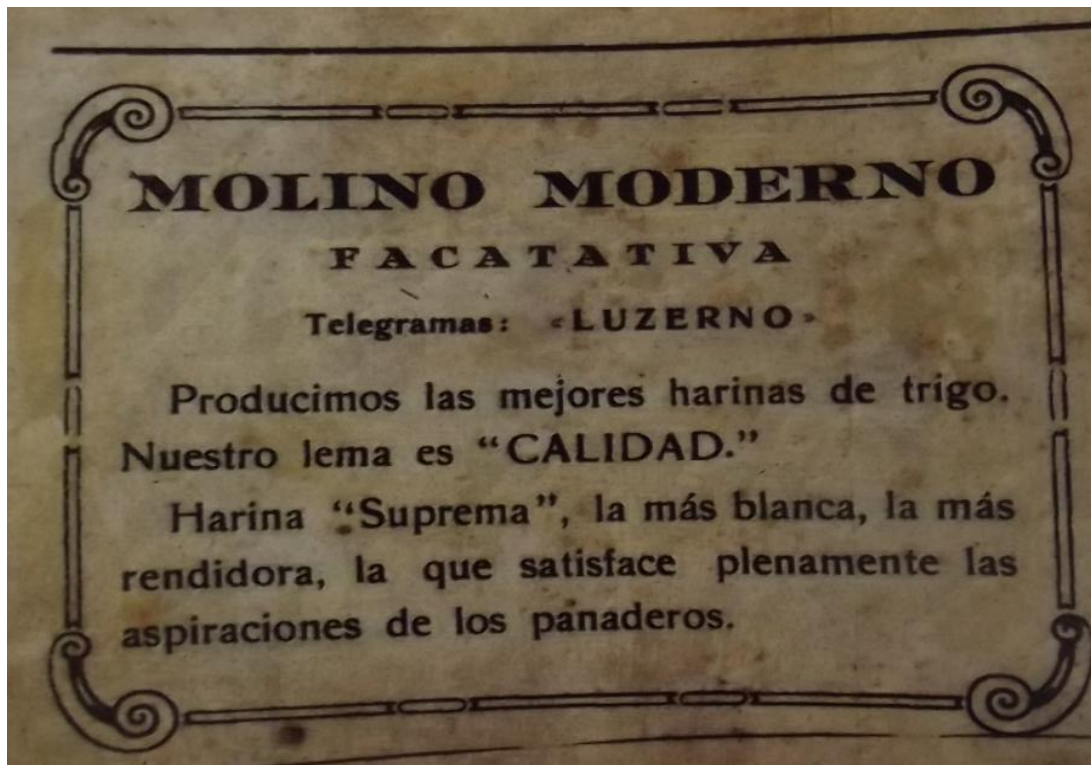 MOLINO MODERNO
FACATATIVA
Telegramas: «LUZERNO»
Producimos las mejores harinas de trigo.
Nuestro lema es “CALIDAD.”
Harina “Suprema”, la más blanca, la más
rendidora, la que satisface plenamente las
aspiraciones de los panaderos.